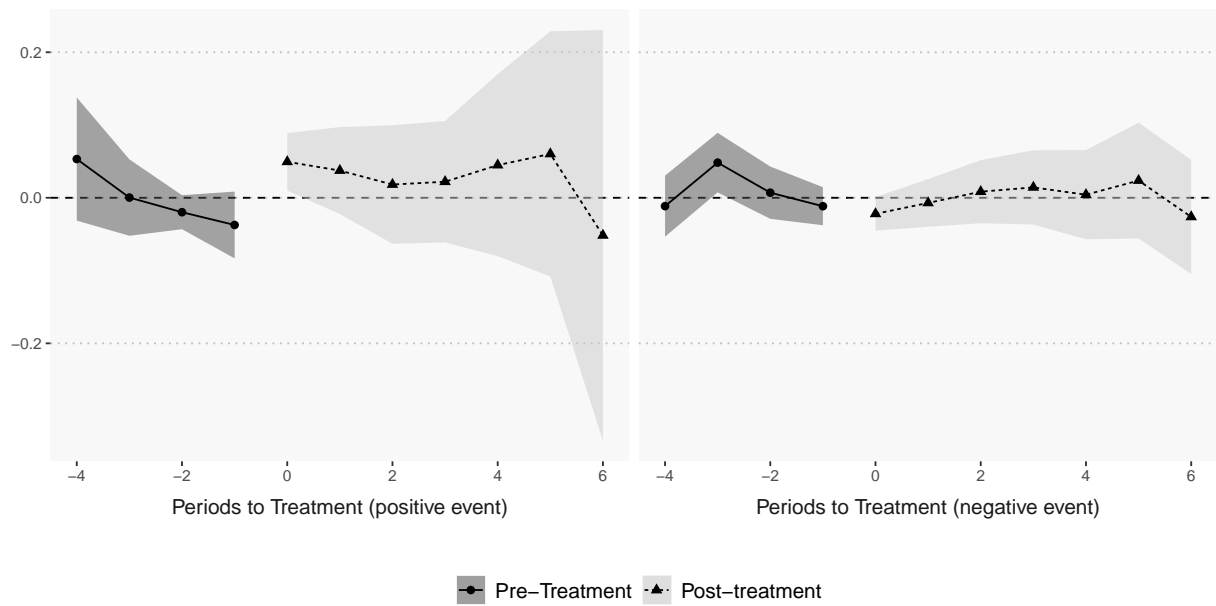 0.2
0.0
−0.2
−4 −2 0 2 4 6 −4 −2 0 2 4 6
Periods to Treatment (positive event) Periods to Treatment (negative event)
Pre−Treatment Post−treatment